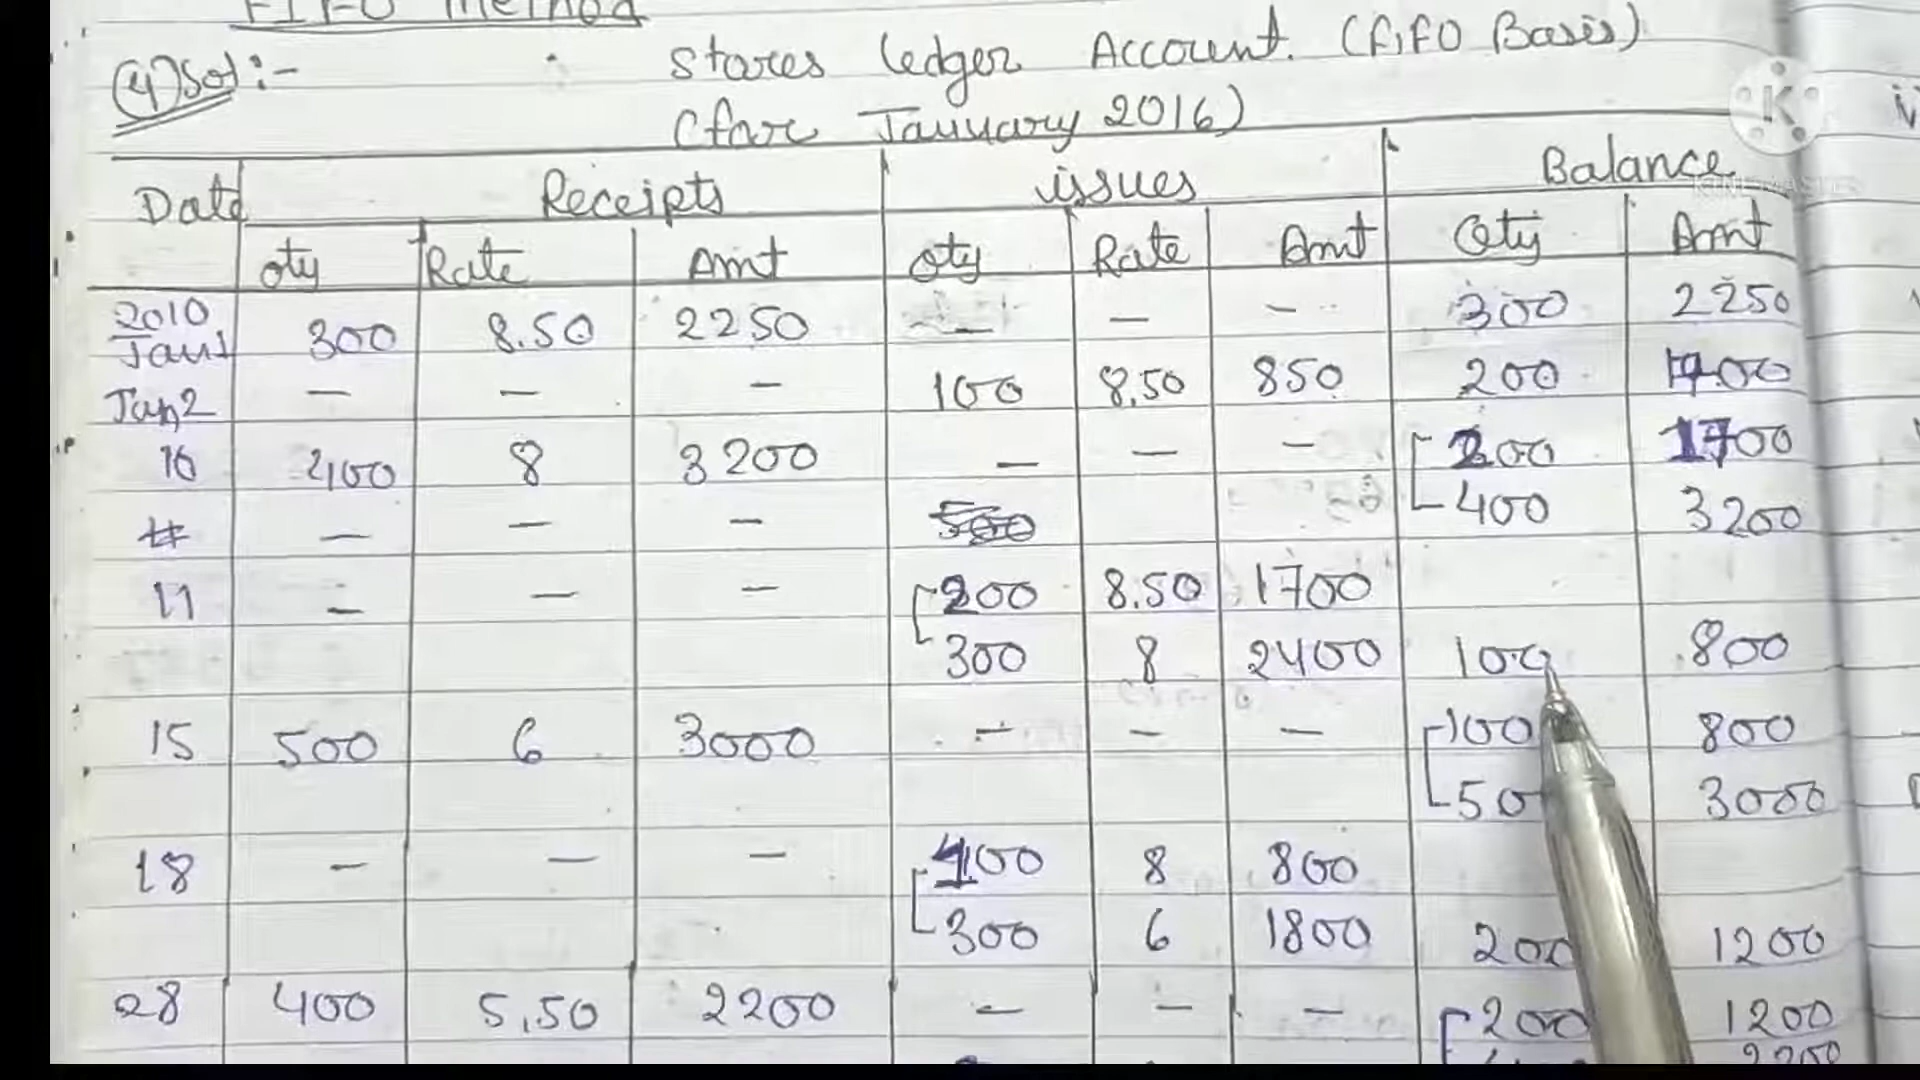 FIFO Method
(4) Sol:- Stores Ledger Account. (FIFO Basis)
(for January 2016)
Date Receipts issues Balance
Qty Rate Amt Qty Rate Amt Qty Amt
2010
Jan 1 300 8.50 2250 — — — 300 2250
Jan 2 — — — 100 8.50 850 200 1700
10 400 8 3200 — — — 200 1700
400 3200
— — — 500
11 — — — 200 8.50 1700
300 8 2400 100 800
15 500 6 3000 — — — 100 800
50 3000
18 — — — 100 8 800
300 6 1800 200 1200
28 400 5.50 2200 — — — 200 1200
2200